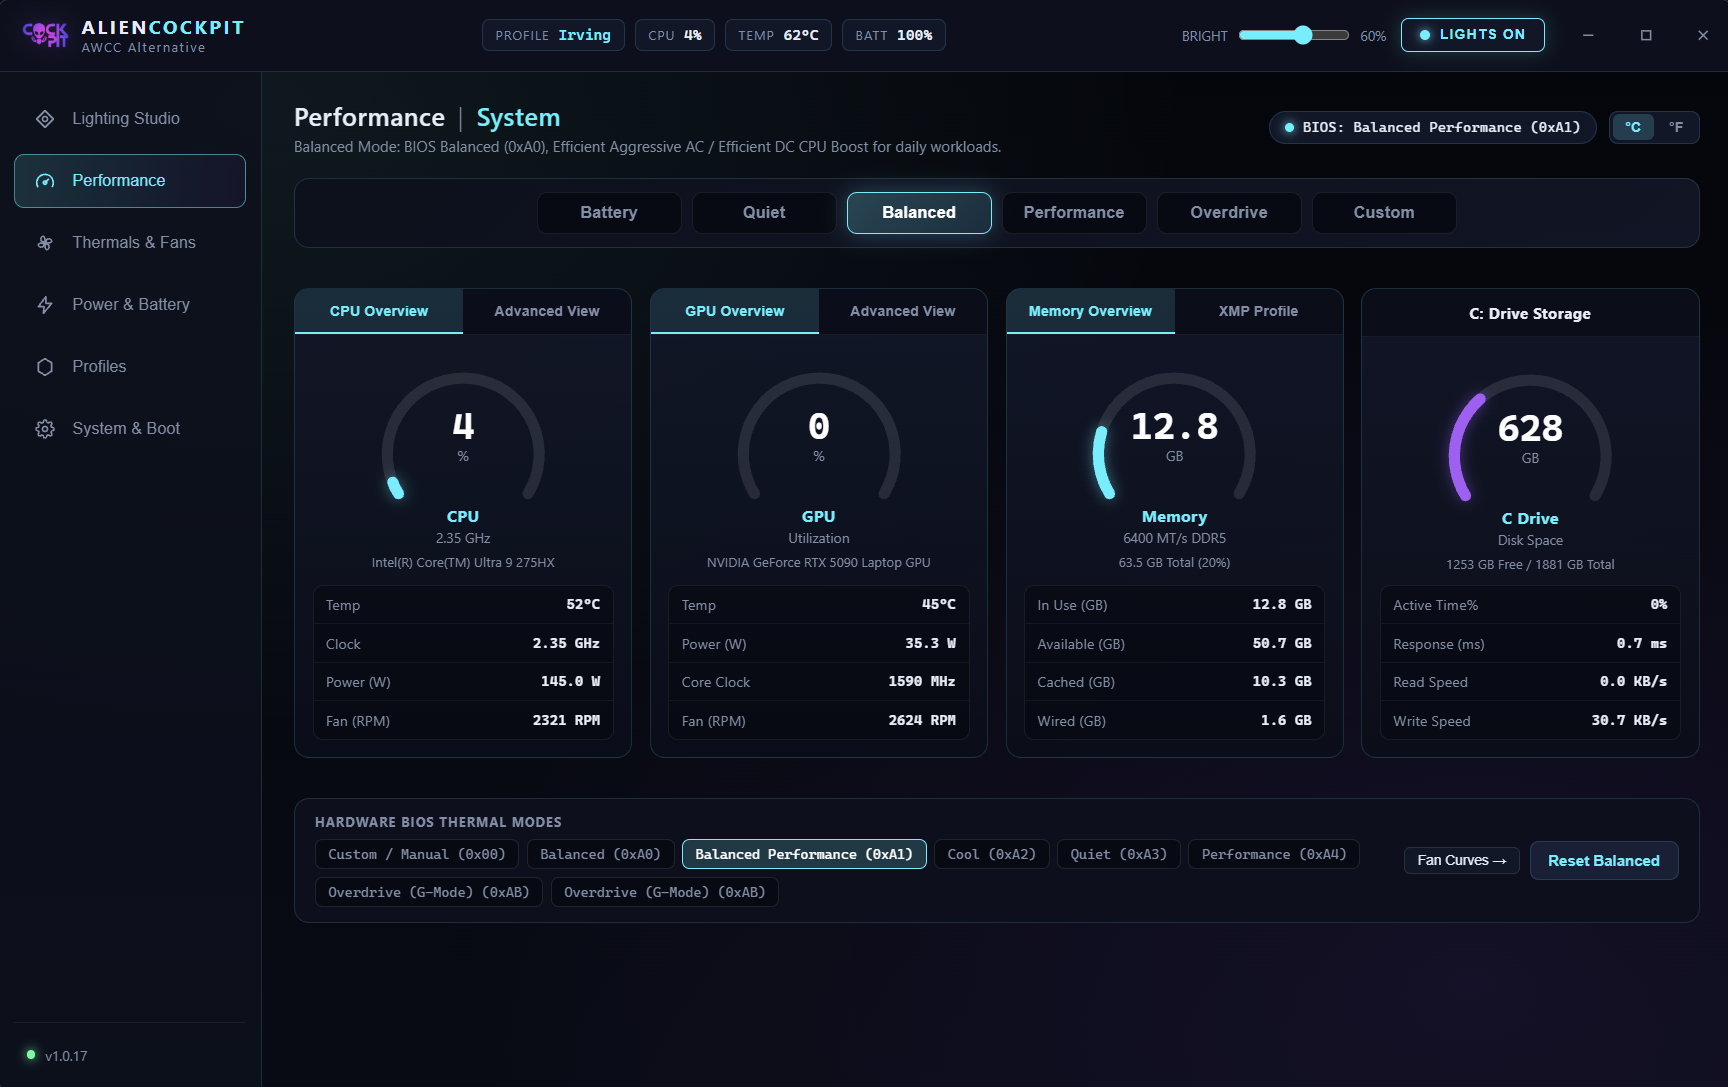 COCKPIT
ALIENCOCKPIT
AWCC Alternative
PROFILE Irving
CPU 4%
TEMP 62°C
BATT 100%
BRIGHT 60%
LIGHTS ON
Lighting Studio
Performance
Thermals & Fans
Power & Battery
Profiles
System & Boot
v1.0.17
Performance | System
Balanced Mode: BIOS Balanced (0xA0), Efficient Aggressive AC / Efficient DC CPU Boost for daily workloads.
BIOS: Balanced Performance (0xA1)
°C °F
Battery Quiet Balanced Performance Overdrive Custom
CPU Overview Advanced View
4
%
CPU
2.35 GHz
Intel(R) Core(TM) Ultra 9 275HX
Temp 52°C
Clock 2.35 GHz
Power (W) 145.0 W
Fan (RPM) 2321 RPM
GPU Overview Advanced View
0
%
GPU
Utilization
NVIDIA GeForce RTX 5090 Laptop GPU
Temp 45°C
Power (W) 35.3 W
Core Clock 1590 MHz
Fan (RPM) 2624 RPM
Memory Overview XMP Profile
12.8
GB
Memory
6400 MT/s DDR5
63.5 GB Total (20%)
In Use (GB) 12.8 GB
Available (GB) 50.7 GB
Cached (GB) 10.3 GB
Wired (GB) 1.6 GB
C: Drive Storage
628
GB
C Drive
Disk Space
1253 GB Free / 1881 GB Total
Active Time% 0%
Response (ms) 0.7 ms
Read Speed 0.0 KB/s
Write Speed 30.7 KB/s
HARDWARE BIOS THERMAL MODES
Custom / Manual (0x00) Balanced (0xA0) Balanced Performance (0xA1) Cool (0xA2) Quiet (0xA3) Performance (0xA4)
Overdrive (G-Mode) (0xAB) Overdrive (G-Mode) (0xAB)
Fan Curves → Reset Balanced